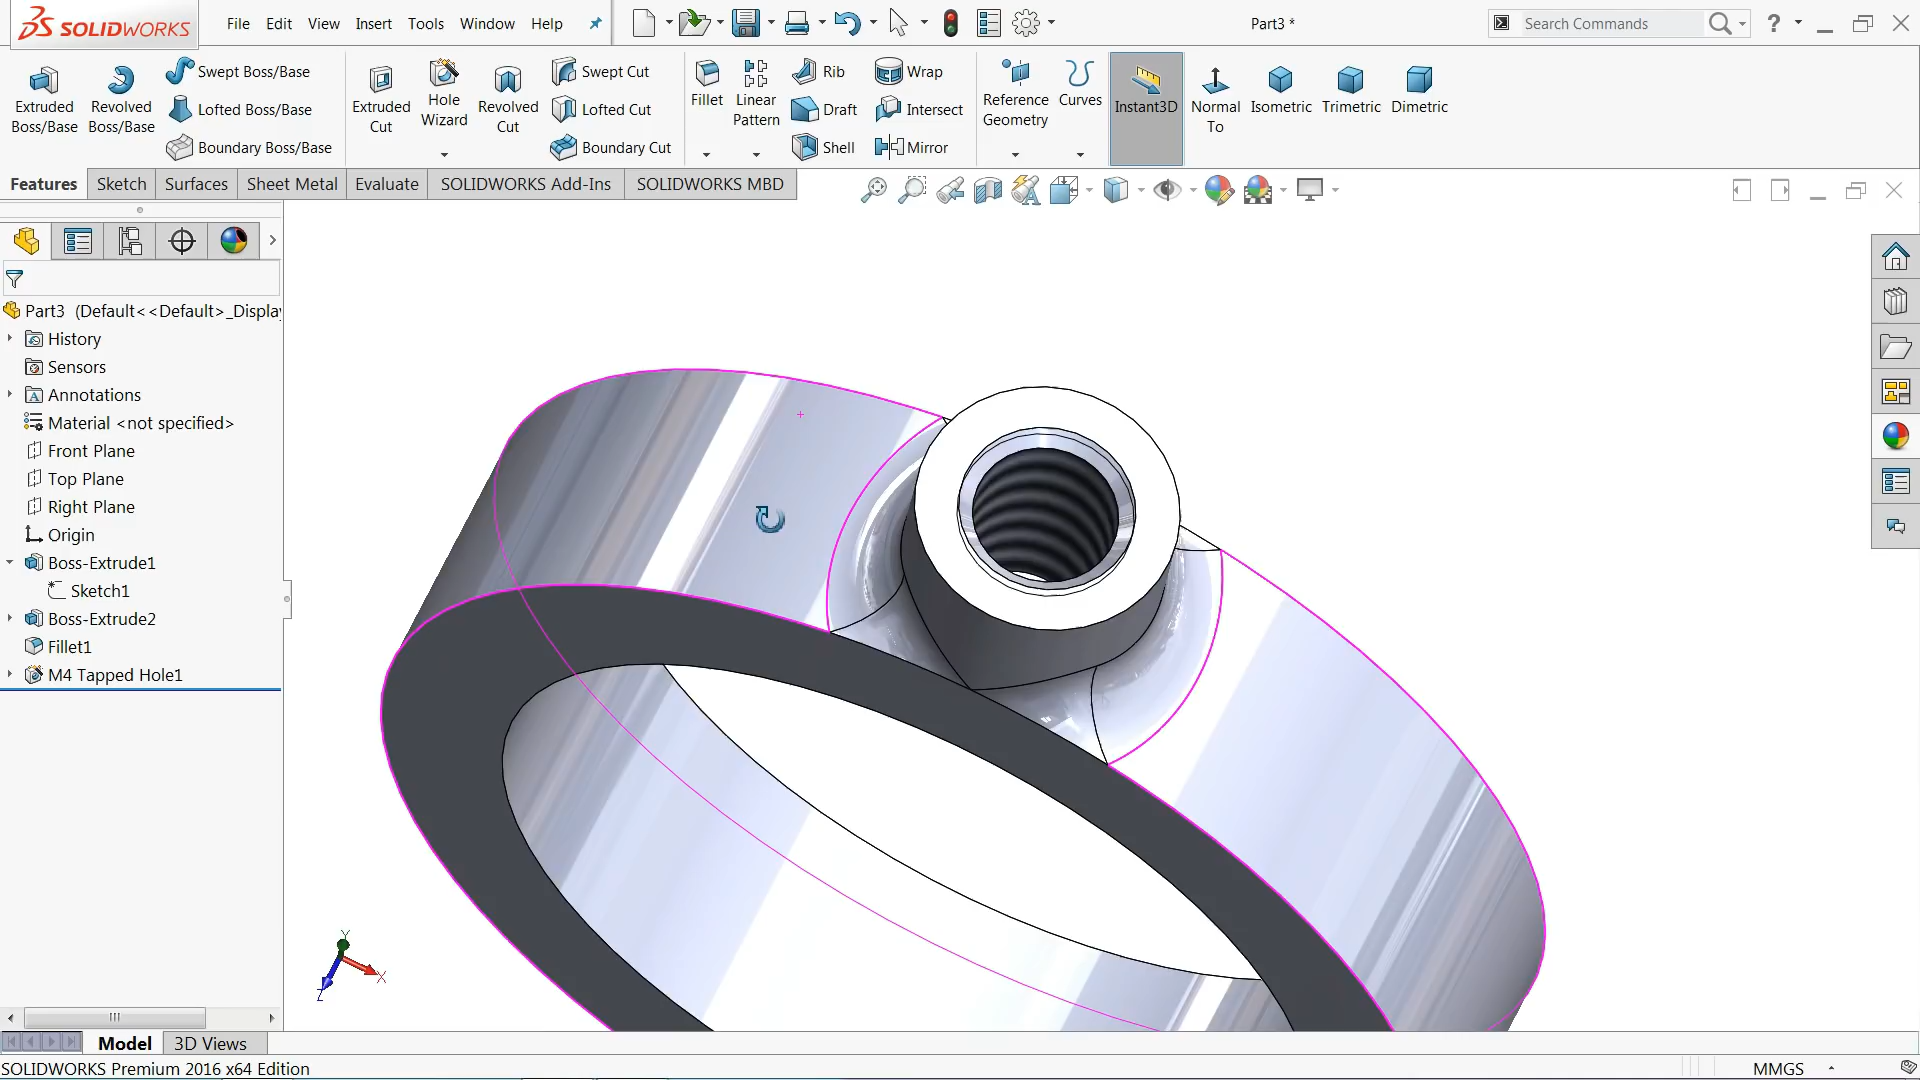 SOLIDWORKS
File Edit View Insert Tools Window Help
Part3 *
Search Commands
?
Extruded Boss/Base
Revolved Boss/Base
Swept Boss/Base
Lofted Boss/Base
Boundary Boss/Base
Extruded Cut
Hole Wizard
Revolved Cut
Swept Cut
Lofted Cut
Boundary Cut
Fillet
Linear Pattern
Rib
Draft
Shell
Wrap
Intersect
Mirror
Reference Geometry
Curves
Instant3D
Normal To
Isometric
Trimetric
Dimetric
Features Sketch Surfaces Sheet Metal Evaluate SOLIDWORKS Add-Ins SOLIDWORKS MBD
Part3 (Default<<Default>_Displa
History
Sensors
Annotations
Material <not specified>
Front Plane
Top Plane
Right Plane
Origin
Boss-Extrude1
Sketch1
Boss-Extrude2
Fillet1
M4 Tapped Hole1
Y
X
Z
Model 3D Views
SOLIDWORKS Premium 2016 x64 Edition
MMGS